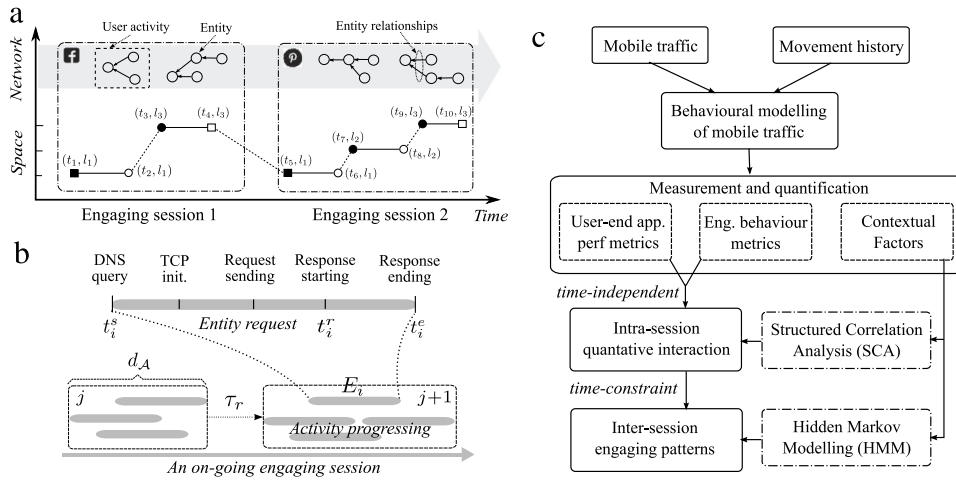 a
User activity
Entity
Entity relationships
Network
Space
(t3, l3)
(t4, l3)
(t1, l1)
(t2, l1)
(t9, l3)
(t10, l3)
(t7, l2)
(t8, l2)
(t5, l1)
(t6, l1)
Engaging session 1
Engaging session 2
Time
b
DNS query
TCP init.
Request sending
Response starting
Response ending
Entity request
t_i^s
t_i^r
t_i^e
d_A
j
τ_r
E_i
j+1
Activity progressing
An on-going engaging session
c
Mobile traffic
Movement history
Behavioural modelling
of mobile traffic
Measurement and quantification
User-end app.
perf metrics
Eng. behaviour
metrics
Contextual
Factors
time-independent
Intra-session
quantative interaction
Structured Correlation
Analysis (SCA)
time-constraint
Inter-session
engaging patterns
Hidden Markov
Modelling (HMM)